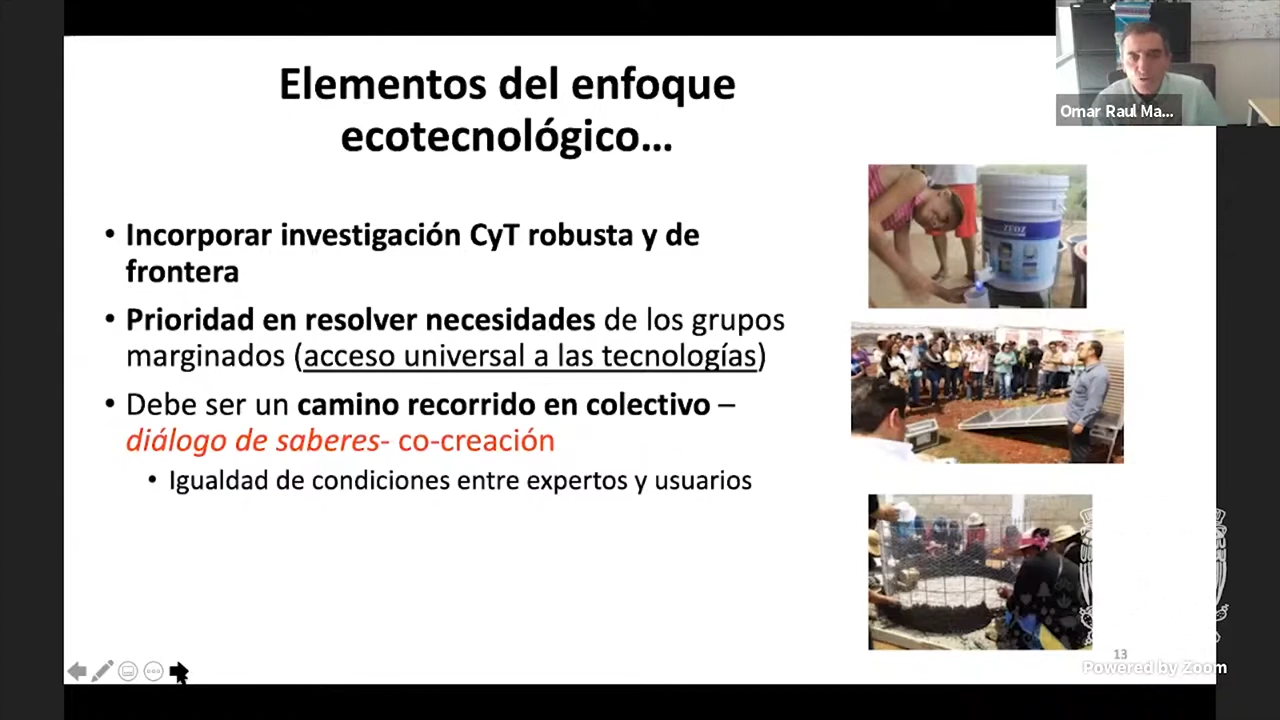 Elementos del enfoque
ecotecnológico...
Omar Raul Ma...
• Incorporar investigación CyT robusta y de
frontera
• Prioridad en resolver necesidades de los grupos
marginados (acceso universal a las tecnologías)
• Debe ser un camino recorrido en colectivo –
diálogo de saberes- co-creación
• Igualdad de condiciones entre expertos y usuarios
13
Powered by Zoom